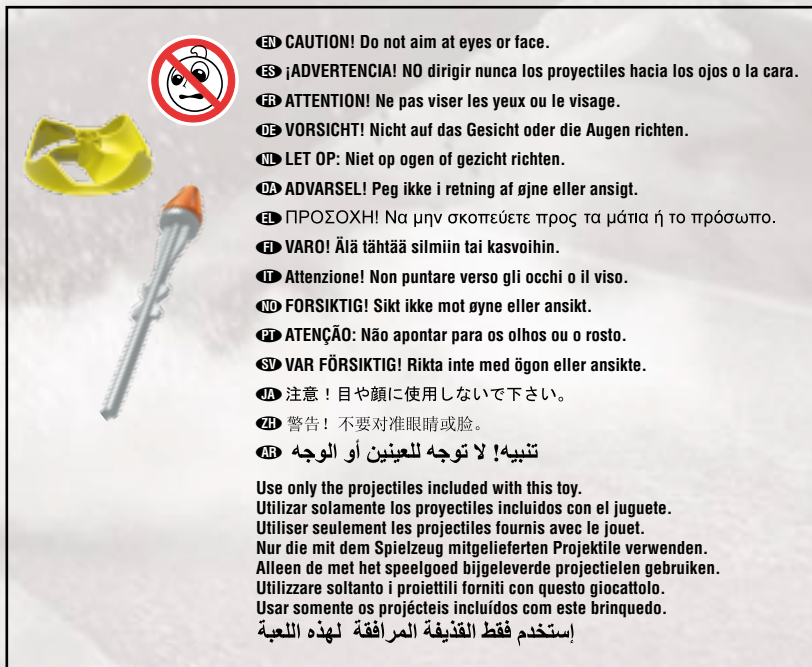 EN CAUTION! Do not aim at eyes or face.
ES ¡ADVERTENCIA! NO dirigir nunca los proyectiles hacia los ojos o la cara.
FR ATTENTION! Ne pas viser les yeux ou le visage.
DE VORSICHT! Nicht auf das Gesicht oder die Augen richten.
NL LET OP: Niet op ogen of gezicht richten.
DA ADVARSEL! Peg ikke i retning af øjne eller ansigt.
EL ΠΡΟΣΟΧΗ! Να μην σκοπεύετε προς τα μάτια ή το πρόσωπο.
FI VARO! Älä tähtää silmiin tai kasvoihin.
IT Attenzione! Non puntare verso gli occhi o il viso.
NO FORSIKTIG! Sikt ikke mot øyne eller ansikt.
PT ATENÇÃO: Não apontar para os olhos ou o rosto.
SV VAR FÖRSIKTIG! Rikta inte med ögon eller ansikte.
JA 注意！目や顔に使用しないで下さい。
ZH 警告！不要对准眼睛或脸。
AR تنبيه! لا توجه للعينين أو الوجه
Use only the projectiles included with this toy.
Utilizar solamente los proyectiles incluidos con el juguete.
Utiliser seulement les projectiles fournis avec le jouet.
Nur die mit dem Spielzeug mitgelieferten Projektile verwenden.
Alleen de met het speelgoed bijgeleverde projectielen gebruiken.
Utilizzare soltanto i proiettili forniti con questo giocattolo.
Usar somente os projécteis incluídos com este brinquedo.
إستخدم فقط القذيفة المرافقة لهذه اللعبة